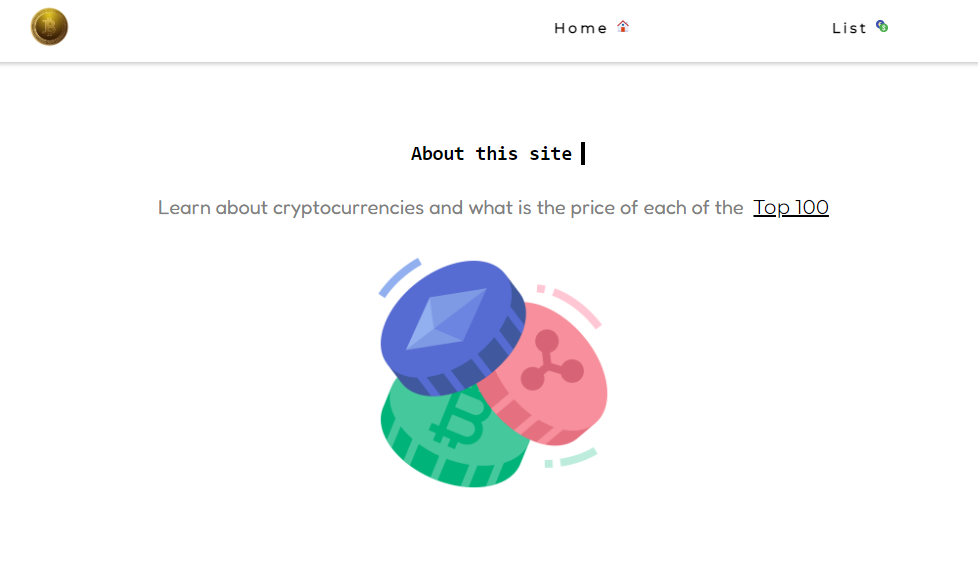 Home
List
About this site
Learn about cryptocurrencies and what is the price of each of the Top 100